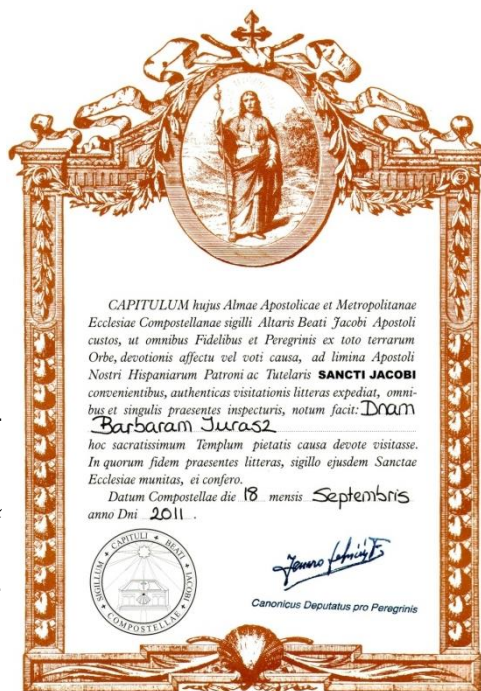 CAPITULUM hujus Almae Apostolicae et Metropolitanae
Ecclesiae Compostellanae sigilli Altaris Beati Jacobi Apostoli
custos, ut omnibus Fidelibus et Peregrinis ex toto terrarum
Orbe, devotionis affectu vel voti causa, ad limina Apostoli
Nostri Hispaniarum Patroni ac Tutelaris SANCTI JACOBI
convenientibus, authenticas visitationis litteras expediat, omni-
bus et singulis praesentes inspecturis, notum facit: Dnam
Barbaram Jurasz
hoc sacratissimum Templum pietatis causa devote visitasse.
In quorum fidem praesentes litteras, sigillo ejusdem Sanctae
Ecclesiae munitas, ei confero.
Datum Compostellae die 18 mensis Septembris
anno Dni 2011.
SIGILLUM CAPITULI BEATI JACOBI COMPOSTELLAE
Canonicus Deputatus pro Peregrinis